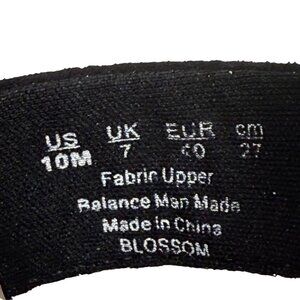 US UK EUR cm
10M 7 40 27
Fabric Upper
Balance Man Made
Made in China
BLOSSOM